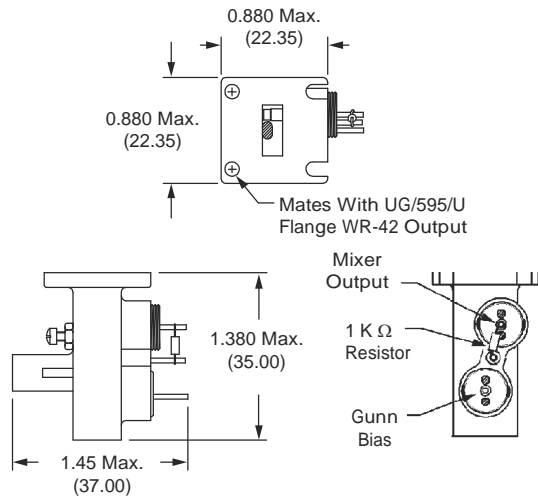 0.880 Max.
(22.35)
0.880 Max.
(22.35)
Mates With UG/595/U
Flange WR-42 Output
1.380 Max.
(35.00)
1.45 Max.
(37.00)
Mixer
Output
1 K Ω
Resistor
Gunn
Bias